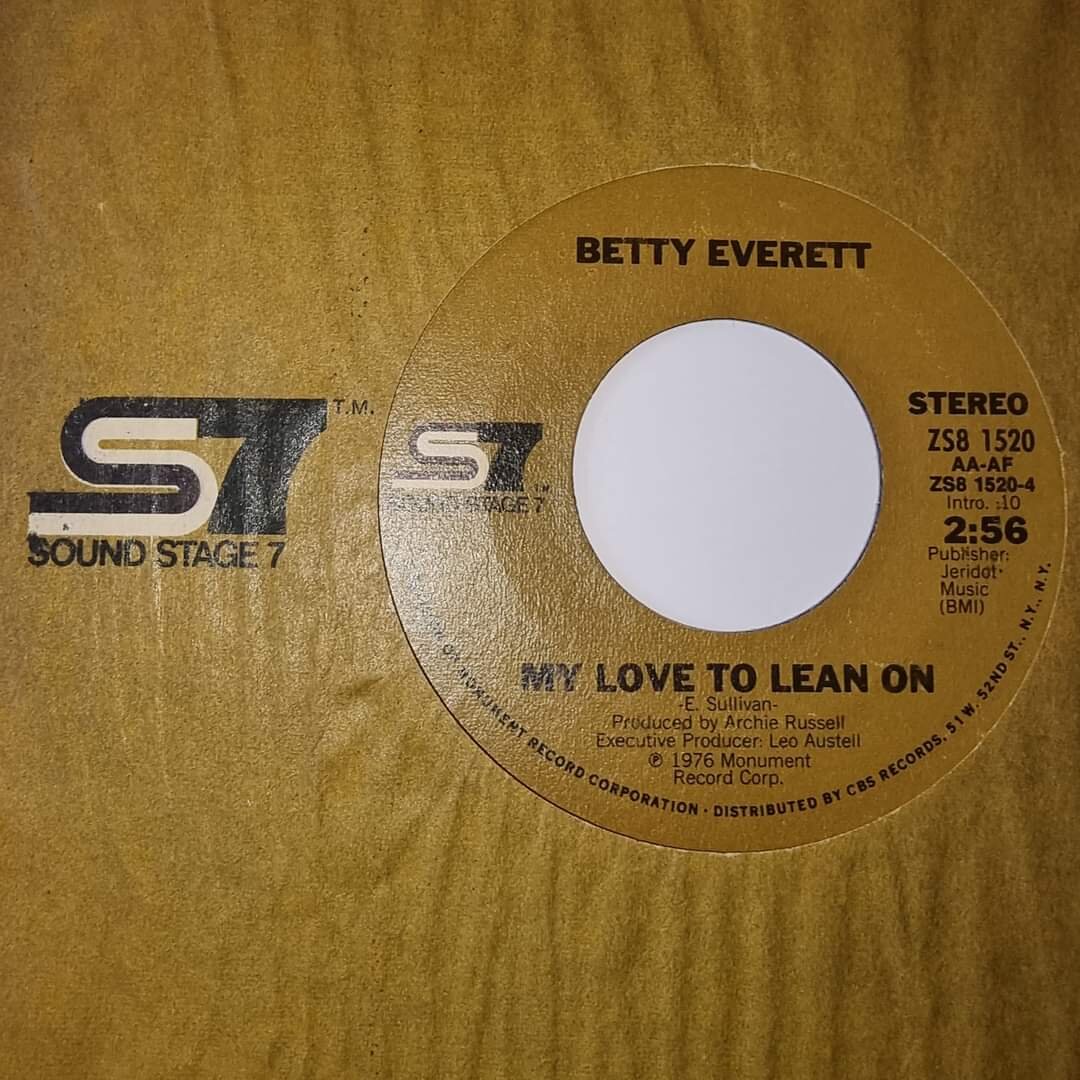 S7 T.M.
SOUND STAGE 7
BETTY EVERETT
S7 TM
SOUND STAGE 7
STEREO
ZS8 1520
AA-AF
ZS8 1520-4
Intro. :10
2:56
Publisher:
Jeridot
Music
(BMI)
MY LOVE TO LEAN ON
-E. Sullivan-
Produced by Archie Russell
Executive Producer: Leo Austell
℗ 1976 Monument
Record Corp.
MONUMENT RECORD CORPORATION · DISTRIBUTED BY CBS RECORDS, 51 W. 52ND ST., N.Y., N.Y.